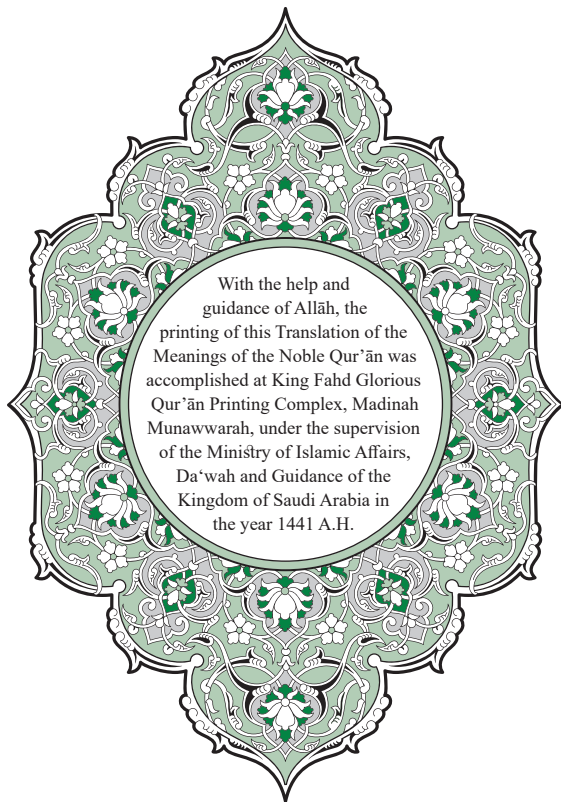 With the help and
guidance of Allāh, the
printing of this Translation of the
Meanings of the Noble Qur’ān was
accomplished at King Fahd Glorious
Qur’ān Printing Complex, Madinah
Munawwarah, under the supervision
of the Ministry of Islamic Affairs,
Da‘wah and Guidance of the
Kingdom of Saudi Arabia in
the year 1441 A.H.